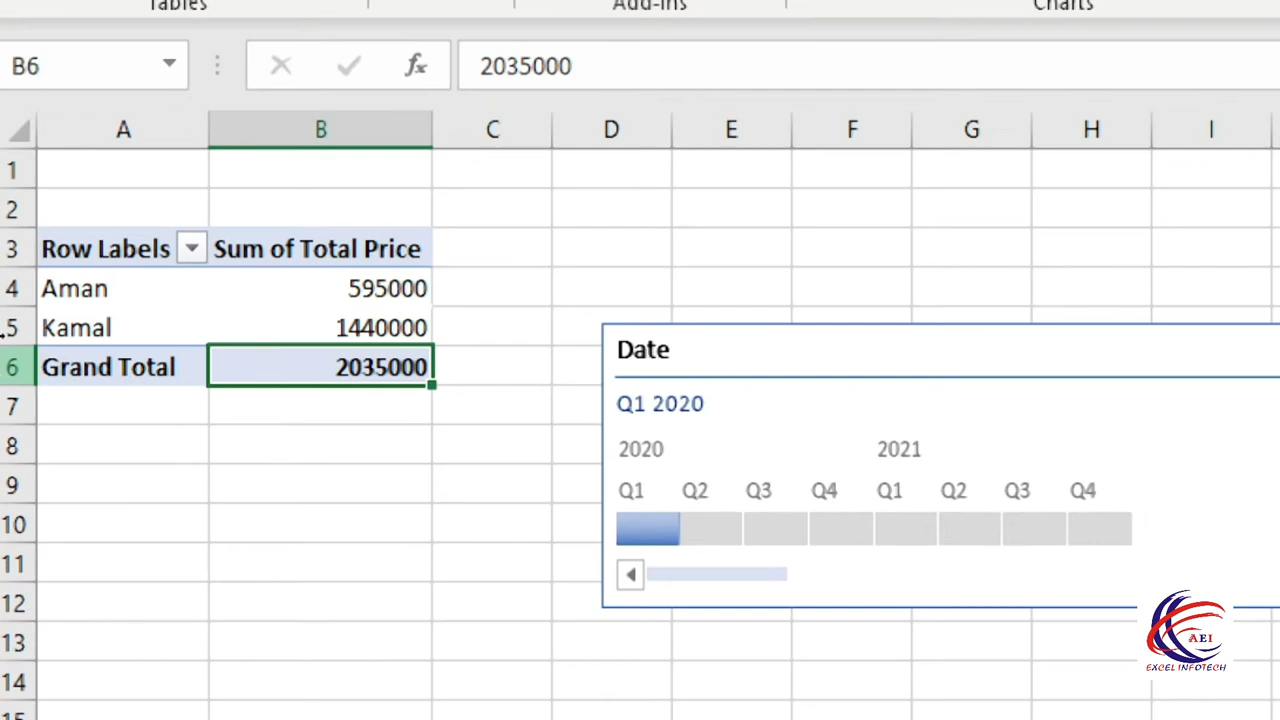 Tables Add-ins Charts
B6 fx 2035000
A B C D E F G H I
1
2
3 Row Labels Sum of Total Price
4 Aman 595000
5 Kamal 1440000
6 Grand Total 2035000
7
8
9
10
11
12
13
14
15
Date
Q1 2020
2020 2021
Q1 Q2 Q3 Q4 Q1 Q2 Q3 Q4
AEI
EXCEL INFOTECH